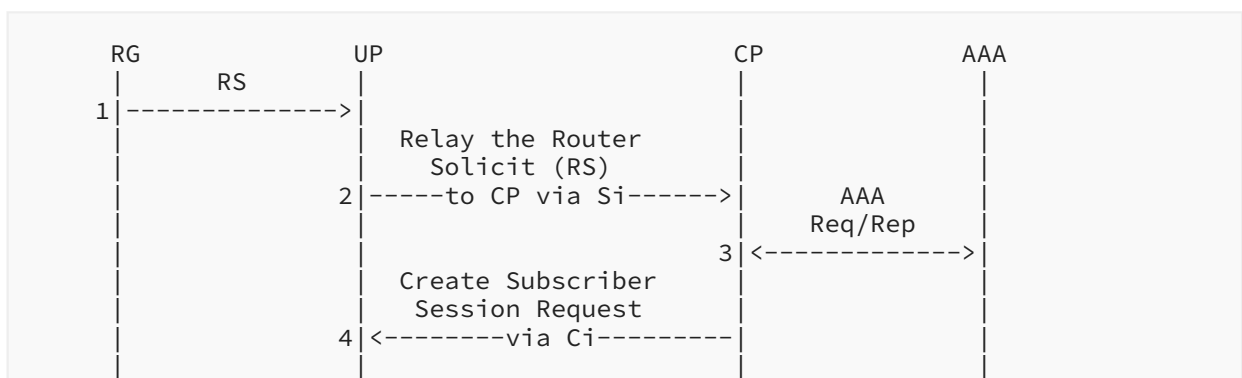 RG UP CP AAA
RS
1|-------------->|
Relay the Router
Solicit (RS)
2|-----to CP via Si------>| AAA
Req/Rep
3|<------------->|
Create Subscriber
Session Request
4|<--------via Ci---------|